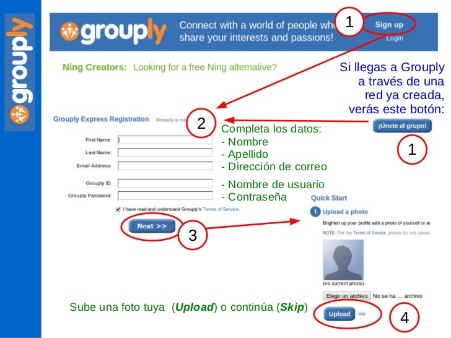 grouply
grouply
Connect with a world of people who
share your interests and passions!
1
Sign up
Login
Ning Creators: Looking for a free Ning alternative?
Si llegas a Grouply
a través de una
red ya creada,
verás este botón:
¡Únete al grupo!
1
Grouply Express Registration
Already a
2
First Name:
Last Name:
Email Address:
Grouply ID:
Grouply Password:
I have read and understand Grouply's Terms of Service.
Next >>
3
Completa los datos:
- Nombre
- Apellido
- Dirección de correo
- Nombre de usuario
- Contraseña
Quick Start
1 Upload a photo
Brighten up your profile with a photo of yourself or
NOTE: For the Terms of Service, please do not upload
(no current photo)
Elegir un archivo No se ha ... archivo
Upload
4
Sube una foto tuya (Upload) o continúa (Skip)